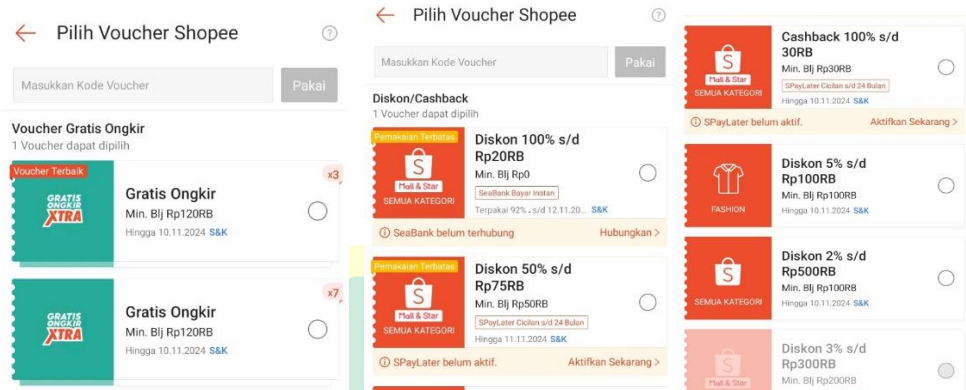 Pilih Voucher Shopee
Masukkan Kode Voucher
Pakai
Voucher Gratis Ongkir
1 Voucher dapat dipilih
Voucher Terbaik
x3
GRATIS
ONGKIR
XTRA
Gratis Ongkir
Min. Blj Rp120RB
Hingga 10.11.2024 S&K
x7
GRATIS
ONGKIR
XTRA
Gratis Ongkir
Min. Blj Rp120RB
Hingga 10.11.2024 S&K
Pilih Voucher Shopee
Masukkan Kode Voucher
Pakai
Diskon/Cashback
1 Voucher dapat dipilih
Pemakaian Terbatas
Mall & Star
SEMUA KATEGORI
Diskon 100% s/d
Rp20RB
Min. Blj Rp0
SeaBank Bayar Instan
Terpakai 92%, s/d 12.11.20... S&K
SeaBank belum terhubung
Hubungkan >
Pemakaian Terbatas
Mall & Star
SEMUA KATEGORI
Diskon 50% s/d
Rp75RB
Min. Blj Rp50RB
SPayLater Cicilan s/d 24 Bulan
Hingga 11.11.2024 S&K
SPayLater belum aktif.
Aktifkan Sekarang >
Mall & Star
SEMUA KATEGORI
Cashback 100% s/d
30RB
Min. Blj Rp30RB
SPayLater Cicilan s/d 24 Bulan
Hingga 10.11.2024 S&K
SPayLater belum aktif.
Aktifkan Sekarang >
FASHION
Diskon 5% s/d
Rp100RB
Min. Blj Rp100RB
Hingga 10.11.2024 S&K
SEMUA KATEGORI
Diskon 2% s/d
Rp500RB
Min. Blj Rp100RB
Hingga 10.11.2024 S&K
Mall & Star
Diskon 3% s/d
Rp300RB
Min. Blj Rp200RB